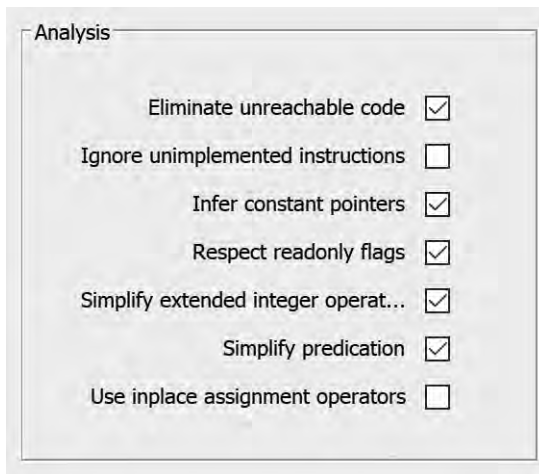 Analysis
Eliminate unreachable code
Ignore unimplemented instructions
Infer constant pointers
Respect readonly flags
Simplify extended integer operat...
Simplify predication
Use inplace assignment operators